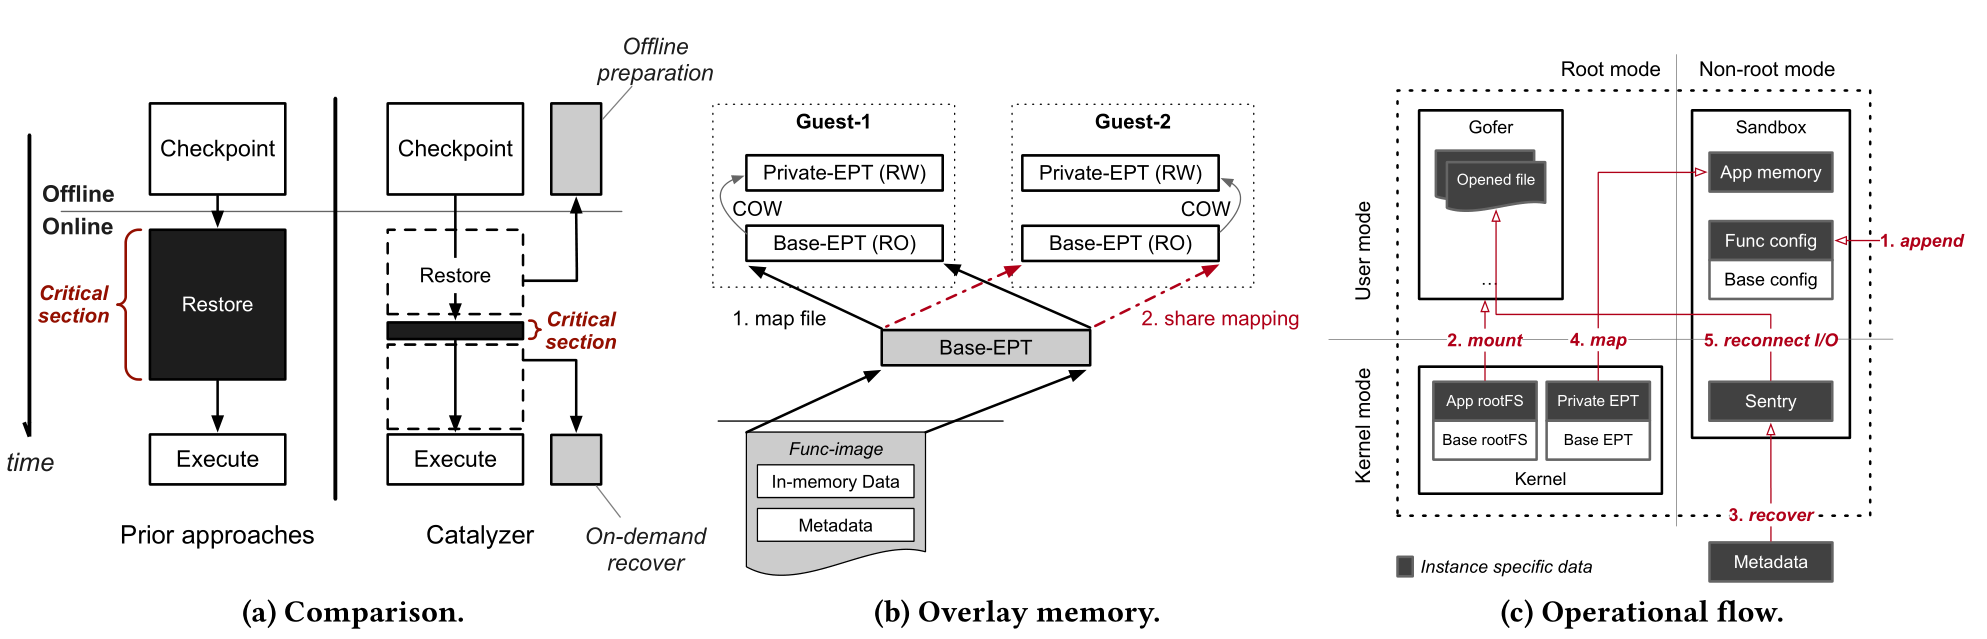 Offline
preparation
Checkpoint
Checkpoint
Offline
Online
Critical
section
Restore
Restore
Critical
section
Execute
Execute
time
Prior approaches
Catalyzer
On-demand
recover
(a) Comparison.
Guest-1
Guest-2
Private-EPT (RW)
Private-EPT (RW)
COW
COW
Base-EPT (RO)
Base-EPT (RO)
1. map file
2. share mapping
Base-EPT
Func-image
In-memory Data
Metadata
(b) Overlay memory.
Root mode
Non-root mode
User mode
Kernel mode
Gofer
Opened file
...
Sandbox
App memory
Func config
Base config
1. append
2. mount
4. map
5. reconnect I/O
App rootFS
Base rootFS
Private EPT
Base EPT
Kernel
Sentry
3. recover
Metadata
Instance specific data
(c) Operational flow.